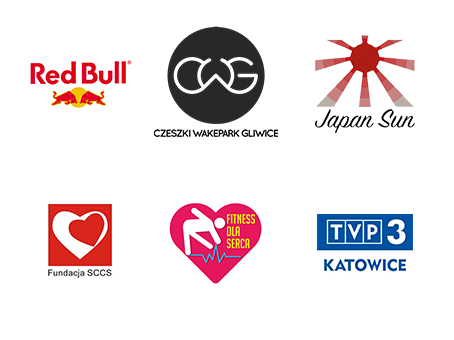 Red Bull®
CWG
CZESZKI WAKEPARK GLIWICE
Japan Sun
Fundacja SCCS
FITNESS
DLA
SERCA
TVP 3
KATOWICE